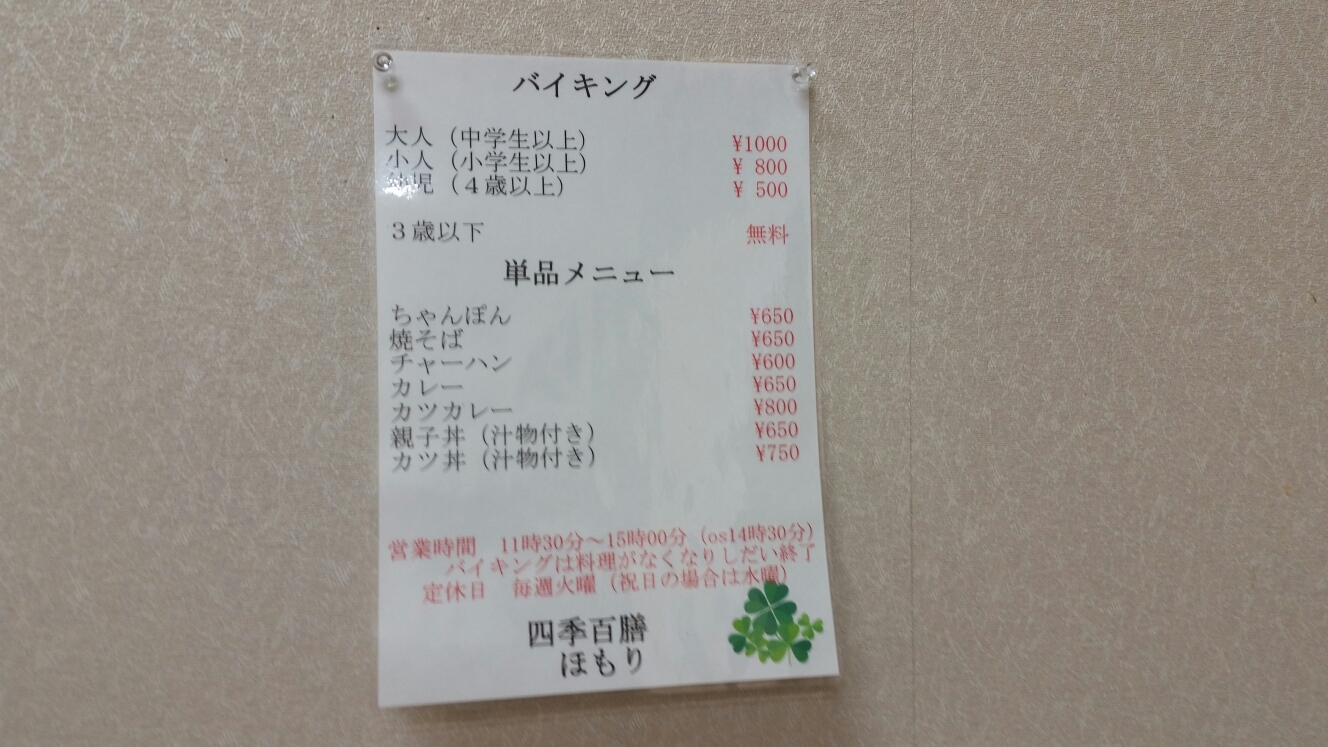 バイキング
大人（中学生以上） ¥1000
小人（小学生以上） ¥ 800
幼児（４歳以上） ¥ 500
３歳以下 無料
単品メニュー
ちゃんぽん ¥650
焼そば ¥650
チャーハン ¥600
カレー ¥650
カツカレー ¥800
親子丼（汁物付き） ¥650
カツ丼（汁物付き） ¥750
営業時間 11時30分～15時00分（os14時30分）
バイキングは料理がなくなりしだい終了
定休日 毎週火曜（祝日の場合は水曜）
四季百膳
ほもり